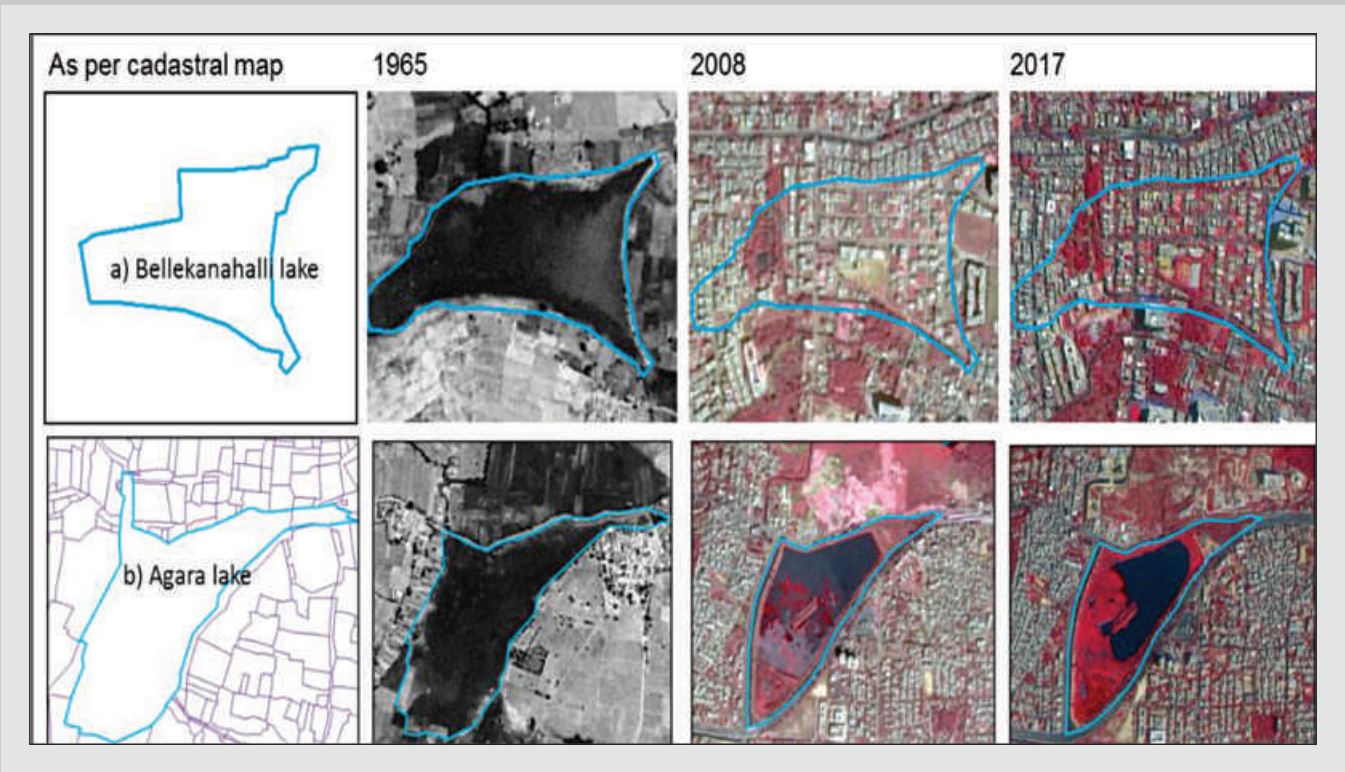 As per cadastral map
1965
2008
2017
a) Bellekanahalli lake
b) Agara lake